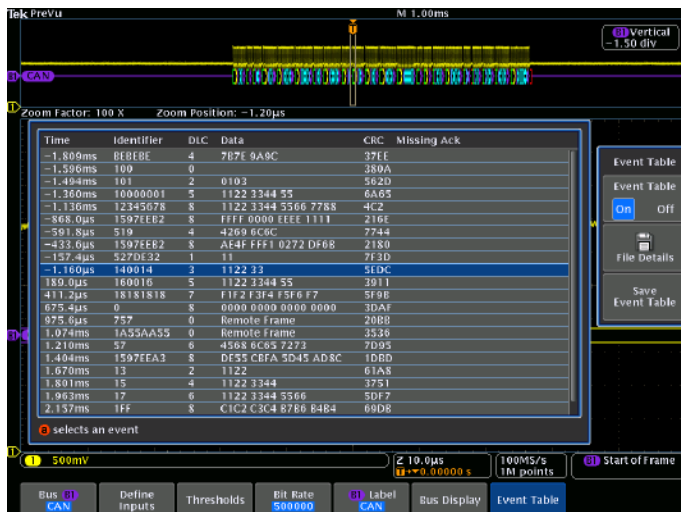 Tek PreVu M 1.00ms
T
B1 Vertical
-1.50 div
B1 CAN
1
Zoom Factor: 100 X Zoom Position: -1.20µs
Time Identifier DLC Data CRC Missing Ack
-1.809ms BEBEBE 4 7B7E 9A9C 37EE
-1.596ms 100 0 380A
-1.494ms 101 2 0103 562D
-1.360ms 10000001 5 1122 3344 55 6A65
-1.136ms 12345678 8 1122 3344 5566 7788 4C2
-868.0µs 1597EEB2 8 FFFF 0000 EEEE 1111 216E
-591.8µs 519 4 4269 6C6C 7744
-433.6µs 1597EEB2 8 AE4F FFF1 0272 DF6B 2180
-157.4µs 527DE32 1 11 7F3D
-1.160µs 140014 3 1122 33 5EDC
189.0µs 160016 5 1122 3344 55 3911
411.2µs 18181818 7 F1F2 F3F4 F5F6 F7 5F9B
675.4µs 0 8 0000 0000 0000 0000 3DAF
975.6µs 757 0 Remote Frame 20BB
1.074ms 1A55AA55 0 Remote Frame 3536
1.210ms 57 6 4568 6C65 7273 7D95
1.404ms 1597EEA3 8 DE55 CBFA 5D45 AD8C 1DBD
1.670ms 13 2 1122 61A8
1.801ms 15 4 1122 3344 3751
1.963ms 17 6 1122 3344 5566 5DF7
2.157ms 1FF 8 C1C2 C3C4 B7B6 B4B4 69DB
a selects an event
Event Table
Event Table
On Off
File Details
Save
Event Table
B1
1
1 500mV
Z 10.0µs
T→▼0.00000 s
100MS/s
1M points
B1 Start of Frame
Bus B1
CAN
Define
Inputs
Thresholds
Bit Rate
500000
B1 Label
CAN
Bus Display
Event Table